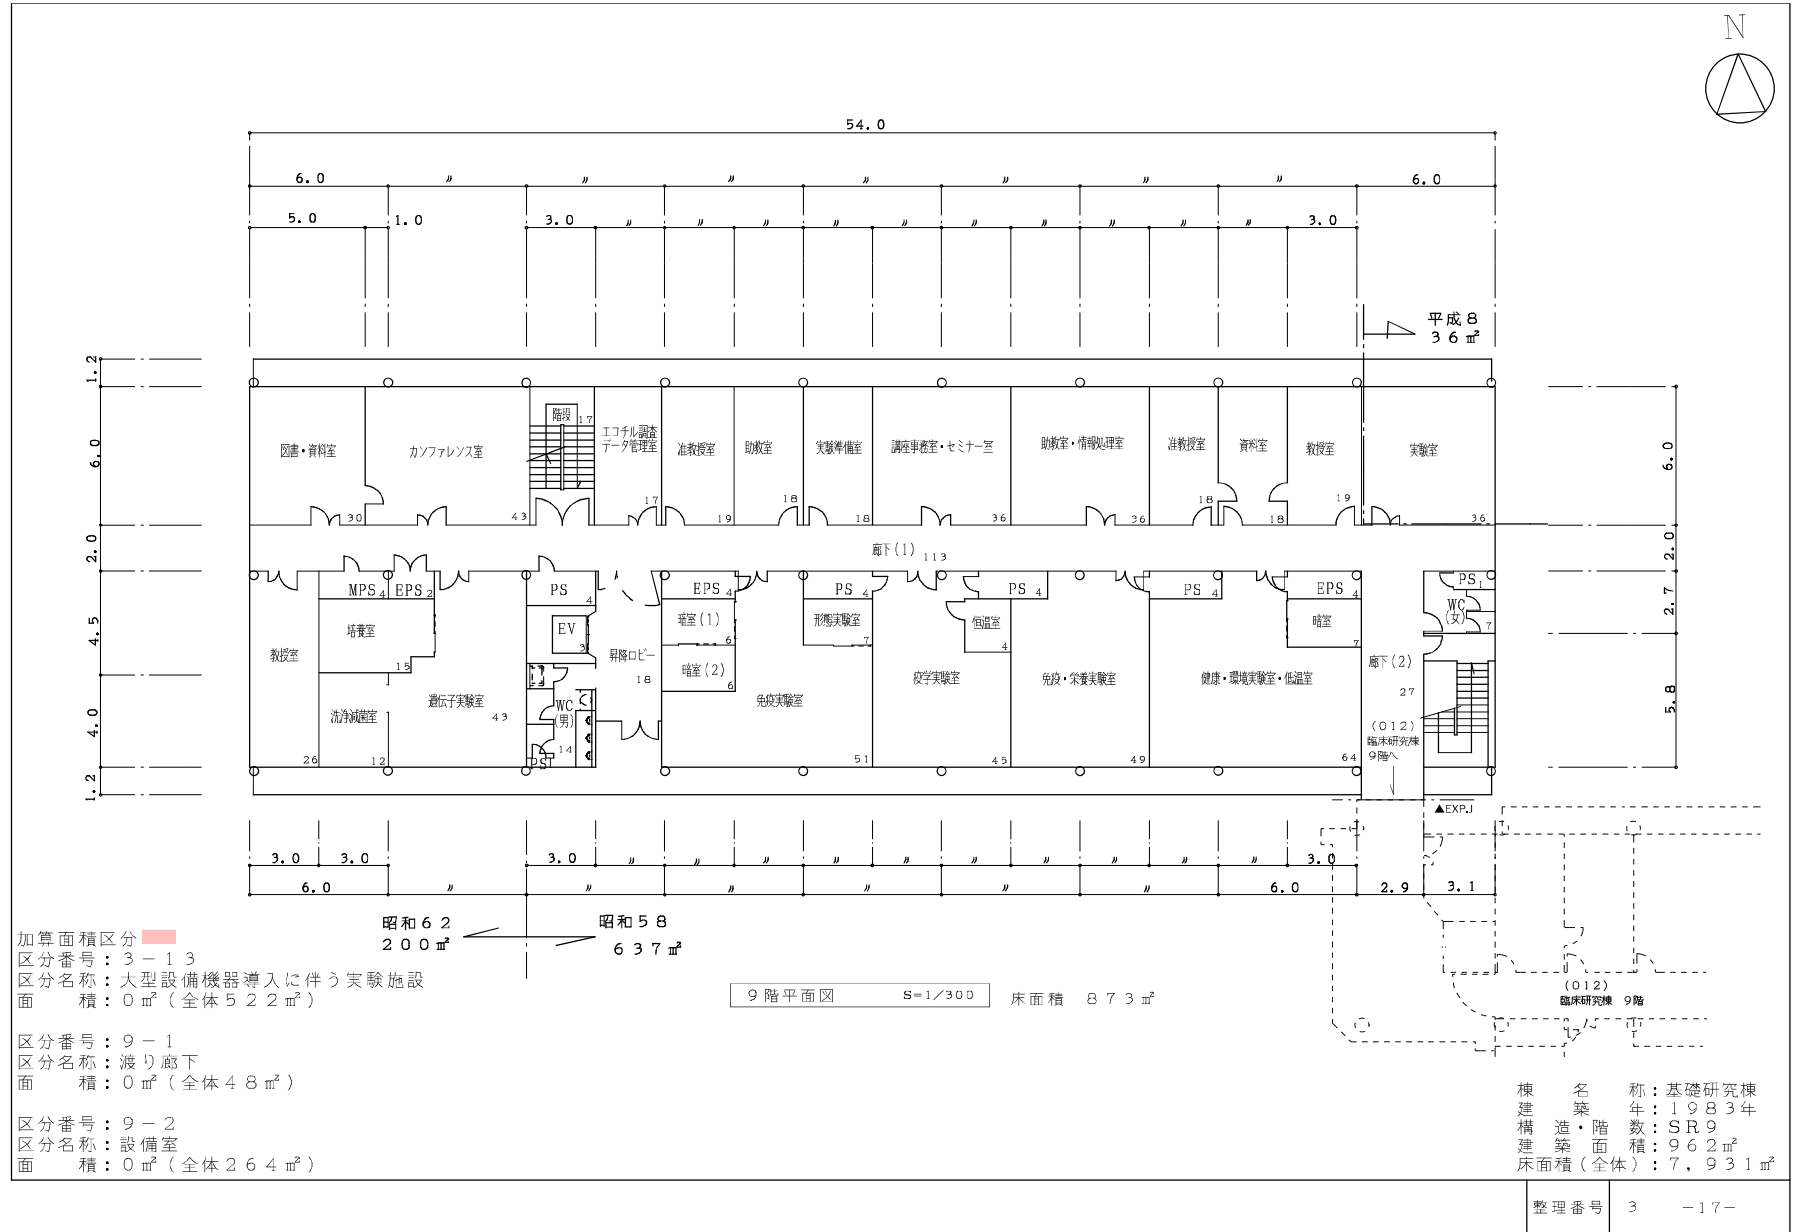 N
54.0
6.0 〃 〃 〃 〃 〃 〃 〃 6.0
5.0 1.0 3.0 〃 〃 〃 〃 〃 〃 〃 〃 〃 〃 3.0
平成8
36㎡
1.2
6.0
2.0
4.5
4.0
1.2
6.0
2.0
2.7
5.8
図書・資料室
30
カンファレンス室
43
階段
17
エコチル調査
データ管理室
17
准教授室
19
助教室
18
実験準備室
18
講座事務室・セミナー室
36
助教室・情報処理室
36
准教授室
18
資料室
18
教授室
19
実験室
36
廊下(1) 113
教授室
26
MPS 4
EPS 2
培養室
15
洗浄滅菌室
12
遺伝子実験室
43
PS
4
EV
3
WC
(男)
14
PS
昇降ロビー
18
EPS 4
暗室(1)
6
暗室(2)
6
免疫実験室
51
PS
4
形態実験室
7
疫学実験室
45
PS 4
恒温室
4
免疫・栄養実験室
49
PS 4
健康・環境実験室・低温室
64
EPS 4
暗室
7
PS 1
WC
(女)
7
廊下(2)
27
(012)
臨床研究棟
9階へ
▲EXP.J
3.0 3.0 3.0 〃 〃 〃 〃 〃 〃 〃 〃 〃 〃 3.0
6.0 〃 〃 〃 〃 〃 〃 6.0 2.9 3.1
昭和62
200㎡
昭和58
637㎡
(012)
臨床研究棟 9階
9階平面図 S=1/300 床面積 873㎡
加算面積区分
区分番号：3－13
区分名称：大型設備機器導入に伴う実験施設
面　　積：0㎡（全体522㎡）
区分番号：9－1
区分名称：渡り廊下
面　　積：0㎡（全体48㎡）
区分番号：9－2
区分名称：設備室
面　　積：0㎡（全体264㎡）
棟　名　称：基礎研究棟
建　築　年：1983年
構造・階数：SR9
建築面積：962㎡
床面積(全体)：7，931㎡
整理番号 3 －17－